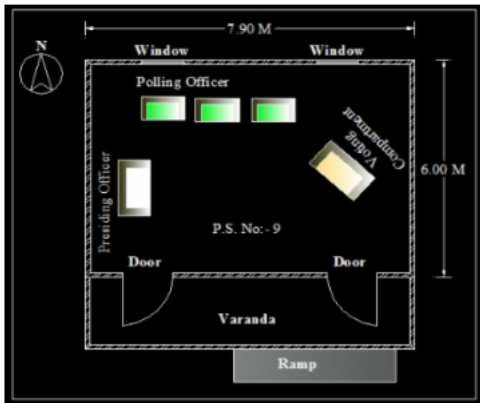 N
7.90 M
Window
Window
Polling Officer
Voting
Compartment
6.00 M
Presiding Officer
P.S. No:- 9
Door
Door
Varanda
Ramp